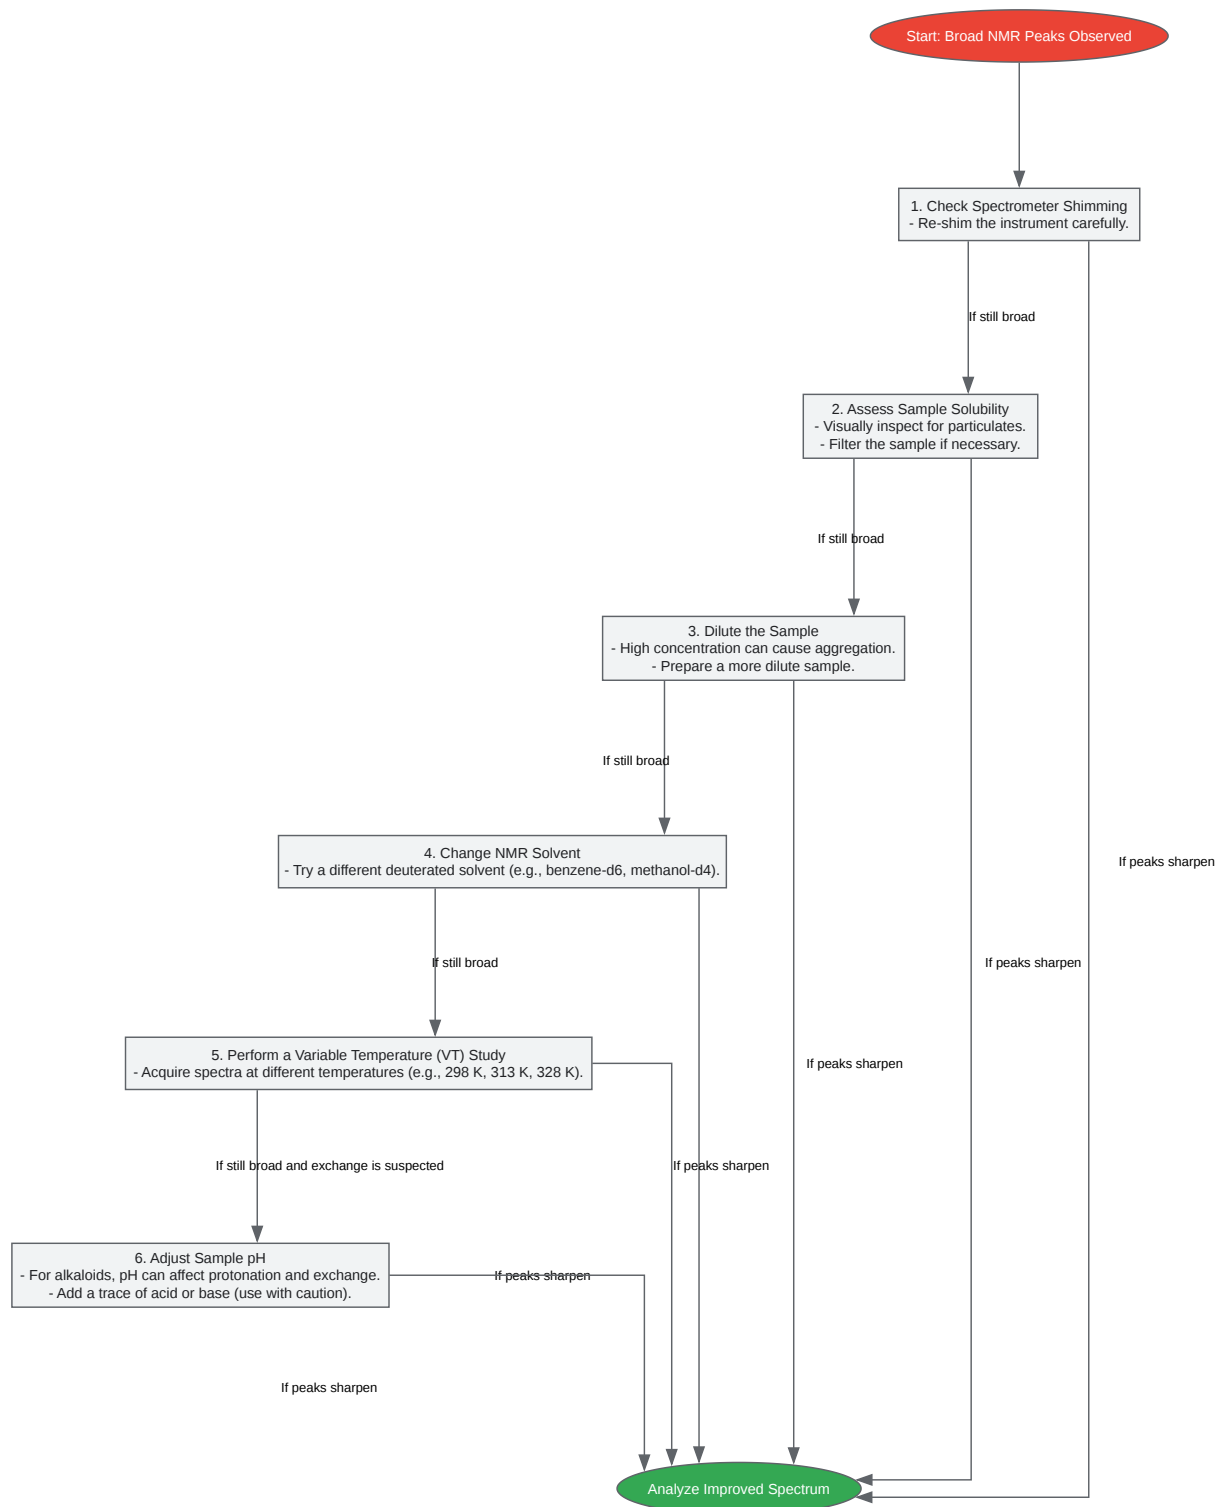 Start: Broad NMR Peaks Observed
1. Check Spectrometer Shimming
- Re-shim the instrument carefully.
If still broad
2. Assess Sample Solubility
- Visually inspect for particulates.
- Filter the sample if necessary.
If still broad
3. Dilute the Sample
- High concentration can cause aggregation.
- Prepare a more dilute sample.
If still broad
4. Change NMR Solvent
- Try a different deuterated solvent (e.g., benzene-d6, methanol-d4).
If peaks sharpen
If still broad
If peaks sharpen
5. Perform a Variable Temperature (VT) Study
- Acquire spectra at different temperatures (e.g., 298 K, 313 K, 328 K).
If peaks sharpen
If still broad and exchange is suspected
If peaks sharpen
6. Adjust Sample pH
- For alkaloids, pH can affect protonation and exchange.
- Add a trace of acid or base (use with caution).
If peaks sharpen
If peaks sharpen
Analyze Improved Spectrum